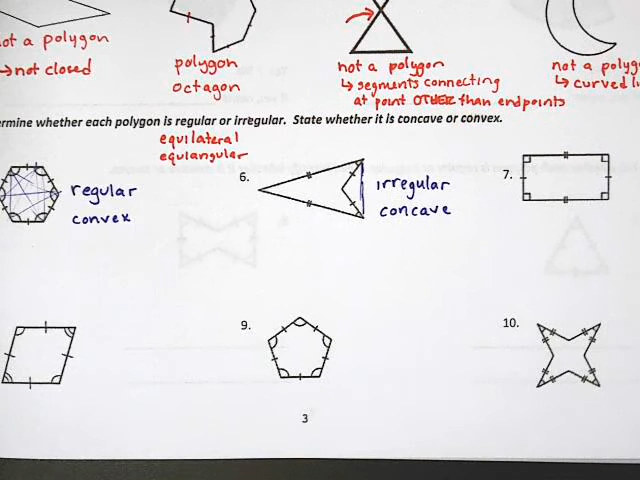 not a polygon
↳not closed
polygon
octagon
not a polygon
↳ segments connecting
at point OTHER than endpoints
not a polyg
↳ curved li
ermine whether each polygon is regular or irregular. State whether it is concave or convex.
equilateral
equiangular
regular
convex
6.
irregular
concave
7.
9.
10.
3